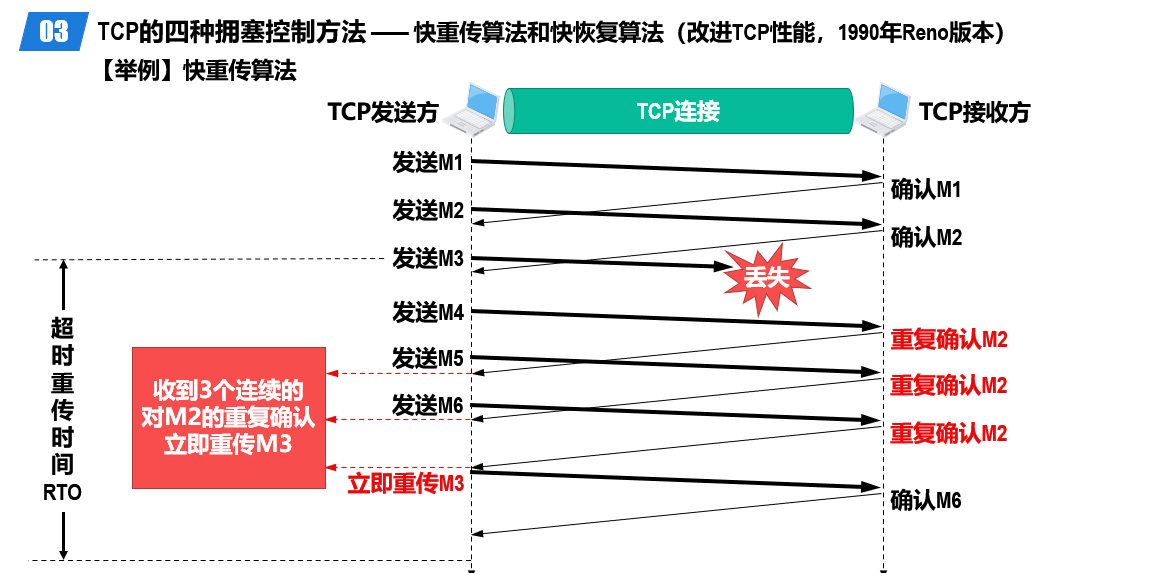 03
TCP的四种拥塞控制方法 —— 快重传算法和快恢复算法（改进TCP性能，1990年Reno版本）
【举例】快重传算法
TCP发送方
TCP连接
TCP接收方
发送M1
确认M1
发送M2
确认M2
发送M3
丢失
发送M4
重复确认M2
发送M5
重复确认M2
发送M6
重复确认M2
超时重传时间
RTO
收到3个连续的
对M2的重复确认
立即重传M3
立即重传M3
确认M6